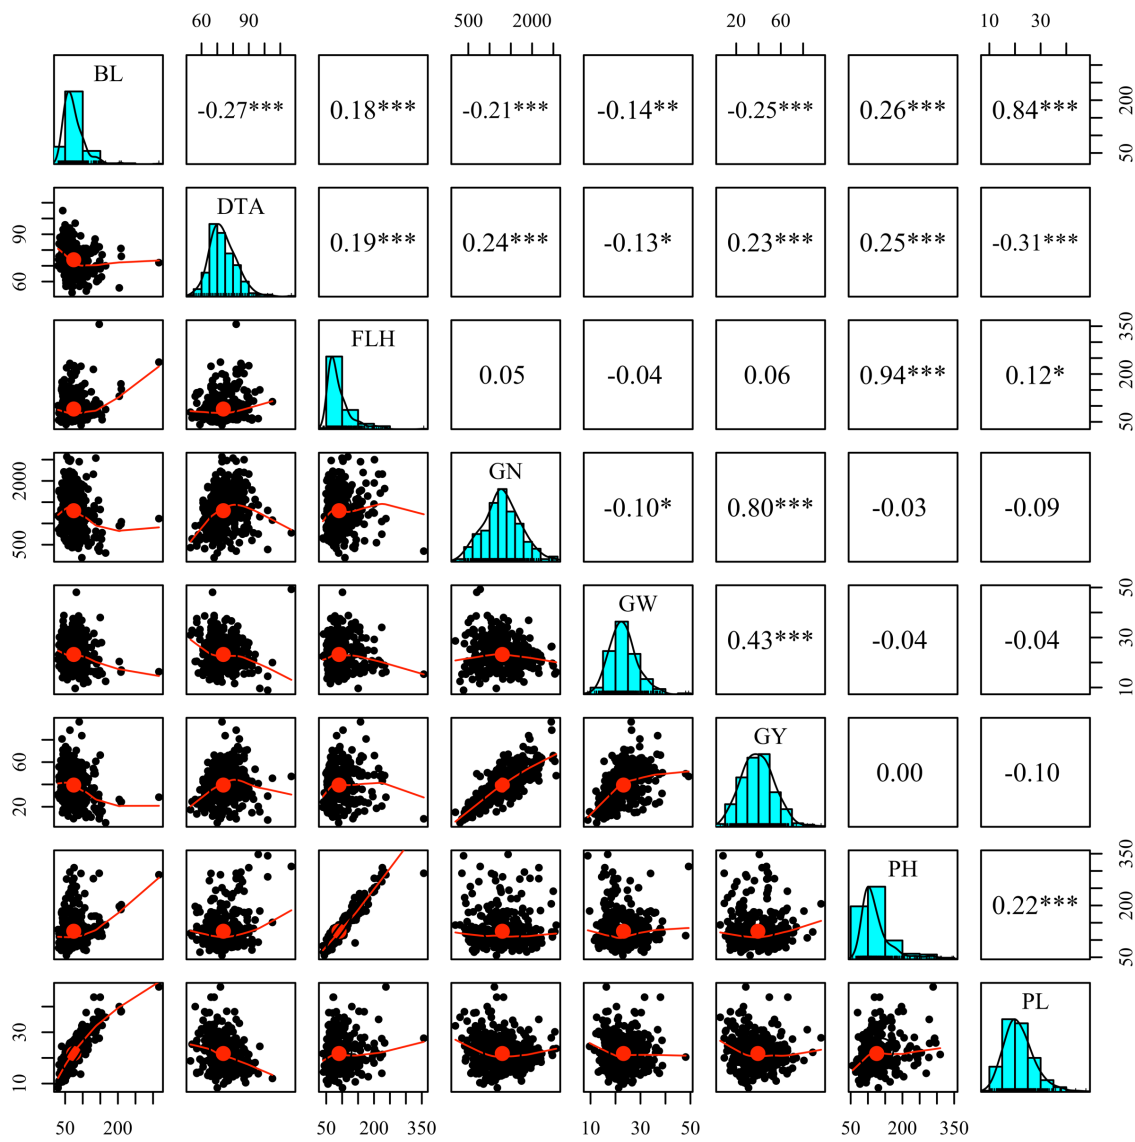 60 90 500 2000 20 60 10 30
BL -0.27*** 0.18*** -0.21*** -0.14** -0.25*** 0.26*** 0.84*** 50 200
60 90 DTA 0.19*** 0.24*** -0.13* 0.23*** 0.25*** -0.31***
FLH 0.05 -0.04 0.06 0.94*** 0.12* 50 200 350
500 2000 GN -0.10* 0.80*** -0.03 -0.09
GW 0.43*** -0.04 -0.04 10 30 50
20 60 GY 0.00 -0.10
PH 0.22*** 50 200 350
10 30 PL
50 200 50 200 350 10 30 50 50 200 350